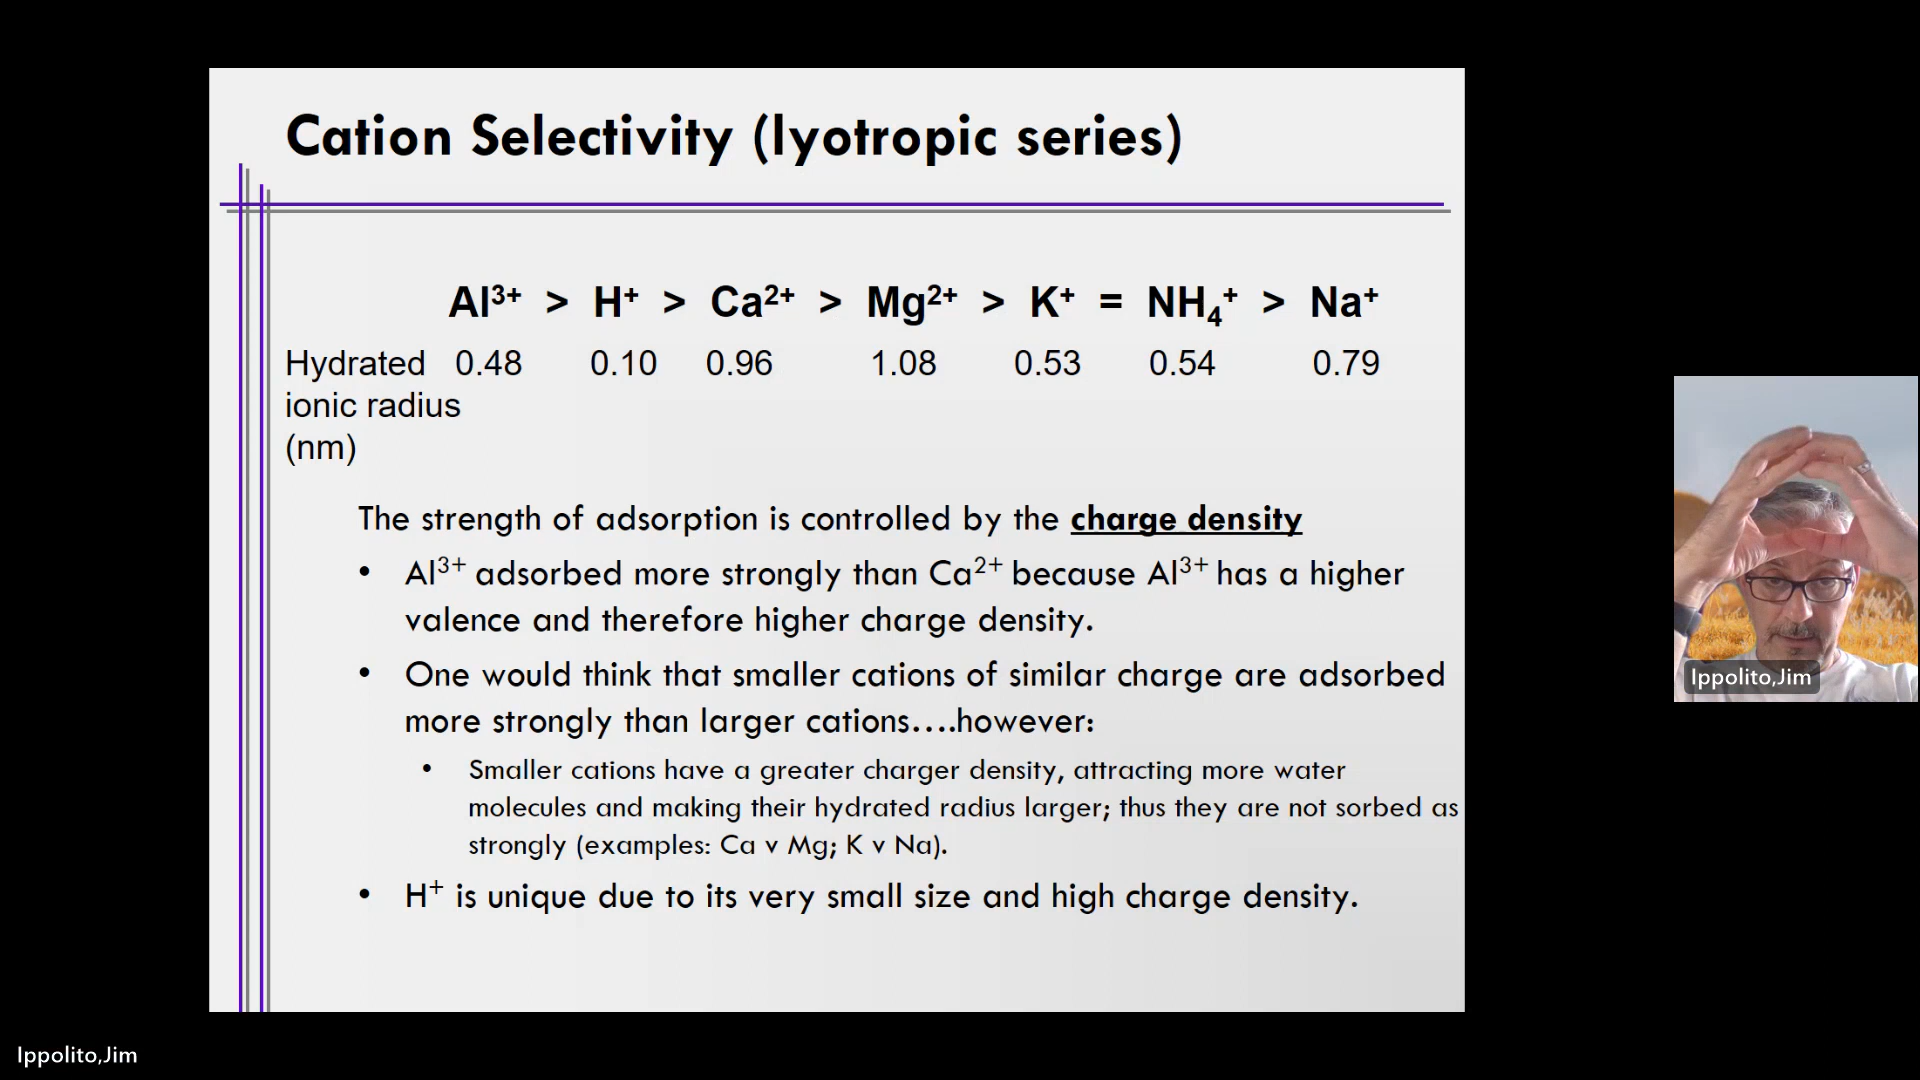 Cation Selectivity (lyotropic series)
Al³⁺ > H⁺ > Ca²⁺ > Mg²⁺ > K⁺ = NH₄⁺ > Na⁺
Hydrated 0.48 0.10 0.96 1.08 0.53 0.54 0.79
ionic radius
(nm)
The strength of adsorption is controlled by the charge density
• Al³⁺ adsorbed more strongly than Ca²⁺ because Al³⁺ has a higher
valence and therefore higher charge density.
• One would think that smaller cations of similar charge are adsorbed
more strongly than larger cations….however:
• Smaller cations have a greater charger density, attracting more water
molecules and making their hydrated radius larger; thus they are not sorbed as
strongly (examples: Ca v Mg; K v Na).
• H⁺ is unique due to its very small size and high charge density.
Ippolito,Jim
Ippolito,Jim